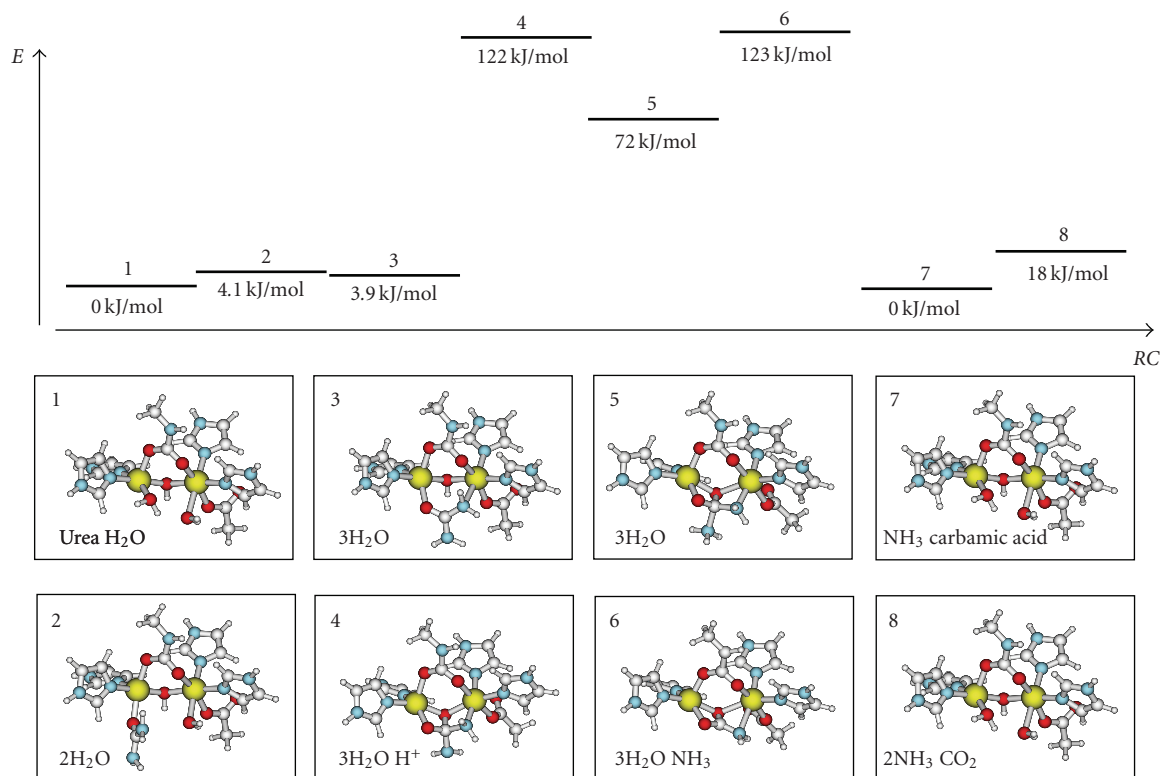 4
6
E
122 kJ/mol
123 kJ/mol
5
72 kJ/mol
8
1
2
3
7
18 kJ/mol
0 kJ/mol
4.1 kJ/mol
3.9 kJ/mol
0 kJ/mol
RC
1
Urea H₂O
3
3H₂O
5
3H₂O
7
NH₃ carbamic acid
2
2H₂O
4
3H₂O H⁺
6
3H₂O NH₃
8
2NH₃ CO₂